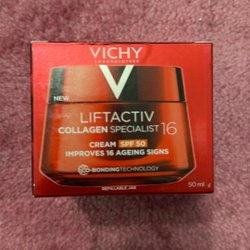 VICHY
LABORATOIRES
NEW
LIFTACTIV
COLLAGEN SPECIALIST 16
CREAM SPF 50
IMPROVES 16 AGEING SIGNS
CO-BONDING TECHNOLOGY
REFILLABLE JAR
50 ml